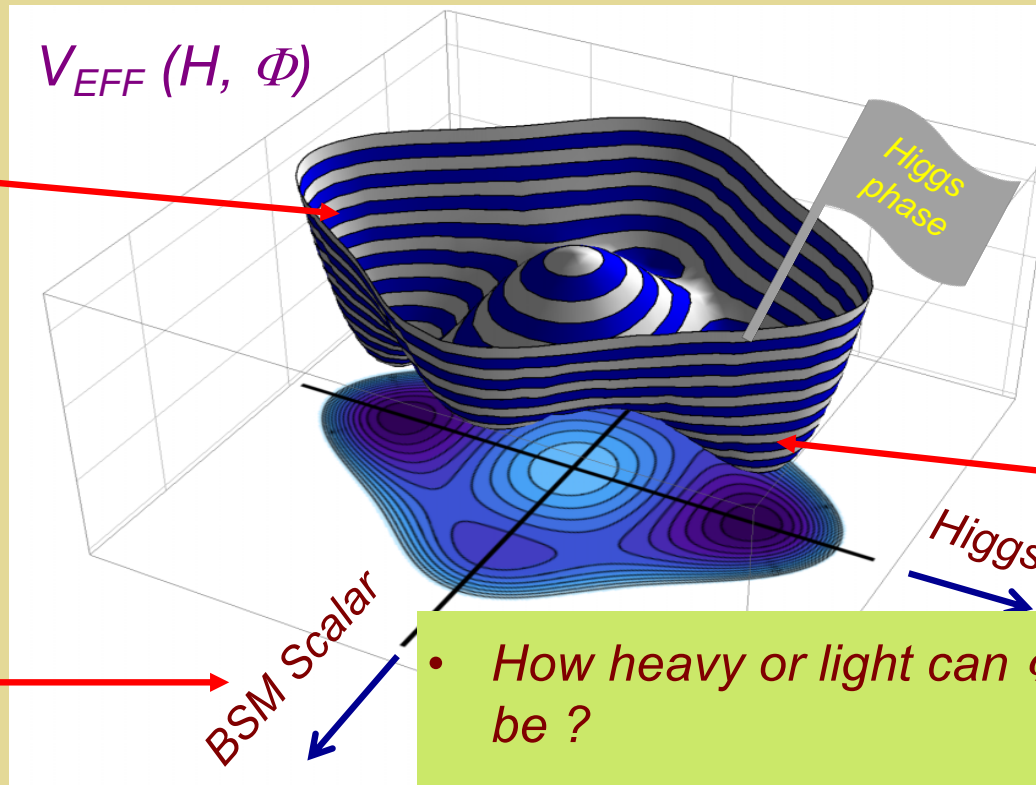 V_EFF (H, Φ)
Higgs
phase
Higgs
BSM Scalar
• How heavy or light can
be ?